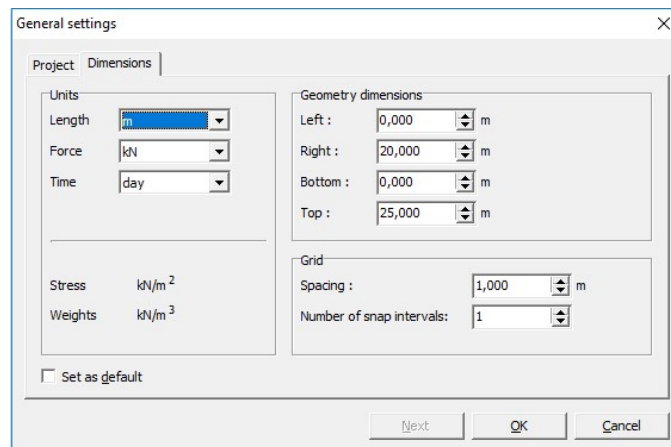 General settings
Project Dimensions
Units
Length m
Force kN
Time day
Stress kN/m 2
Weights kN/m 3
Geometry dimensions
Left : 0,000 m
Right : 20,000 m
Bottom : 0,000 m
Top : 25,000 m
Grid
Spacing : 1,000 m
Number of snap intervals: 1
Set as default
Next OK Cancel